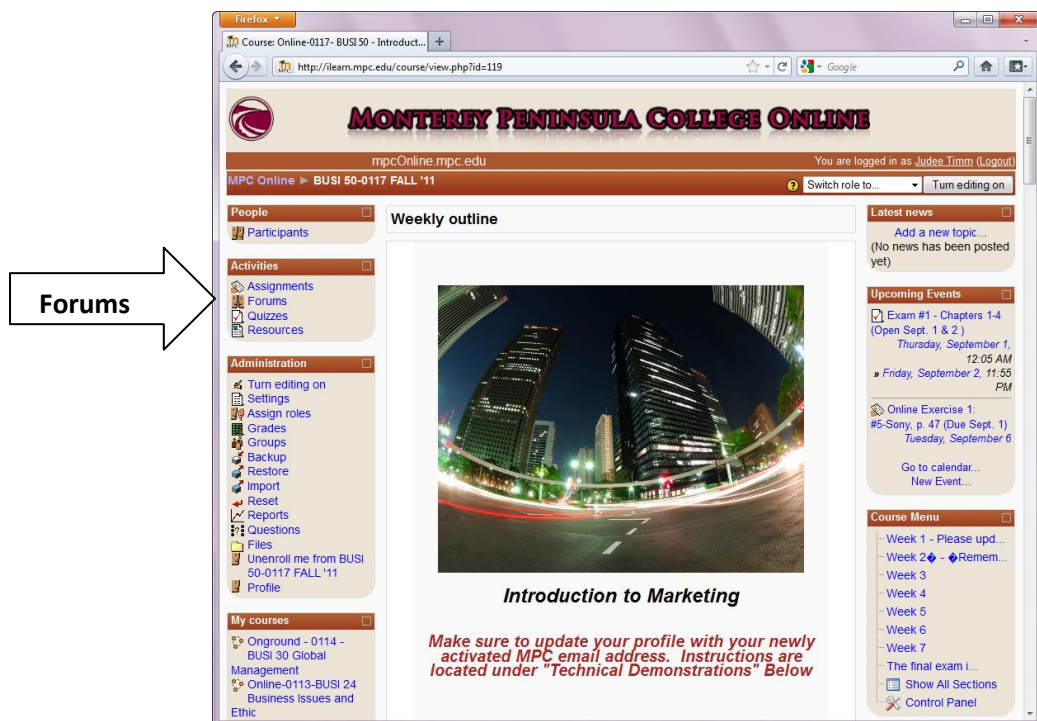 Forums
Firefox
Course: Online-0117- BUSI 50 - Introduct...
http://ilearn.mpc.edu/course/view.php?id=119
Google
MPC
MONTEREY PENINSULA COLLEGE ONLINE
mpcOnline.mpc.edu
You are logged in as Judee Timm (Logout)
MPC Online ► BUSI 50-0117 FALL '11
Switch role to...
Turn editing on
People
Participants
Activities
Assignments
Forums
Quizzes
Resources
Administration
Turn editing on
Settings
Assign roles
Grades
Groups
Backup
Restore
Import
Reset
Reports
Questions
Files
Unenroll me from BUSI
50-0117 FALL '11
Profile
My courses
Onground - 0114 -
BUSI 30 Global
Management
Online-0113-BUSI 24
Business Issues and
Ethic
Weekly outline
Introduction to Marketing
Make sure to update your profile with your newly
activated MPC email address. Instructions are
located under "Technical Demonstrations" Below
Latest news
Add a new topic...
(No news has been posted
yet)
Upcoming Events
Exam #1 - Chapters 1-4
(Open Sept. 1 & 2 )
Thursday, September 1,
12:05 AM
» Friday, September 2, 11:55
PM
Online Exercise 1:
#5-Sony, p. 47 (Due Sept. 1)
Tuesday, September 6
Go to calendar...
New Event...
Course Menu
Week 1 - Please upd...
Week 2� - �Remem...
Week 3
Week 4
Week 5
Week 6
Week 7
The final exam i...
Show All Sections
Control Panel